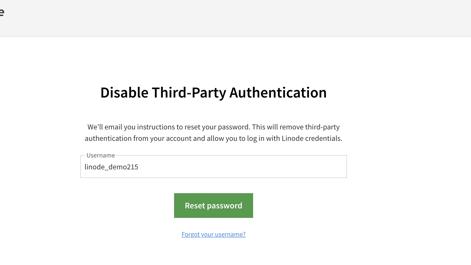 e
Disable Third-Party Authentication
We'll email you instructions to reset your password. This will remove third-party
authentication from your account and allow you to log in with Linode credentials.
Username
linode_demo215
Reset password
Forgot your username?